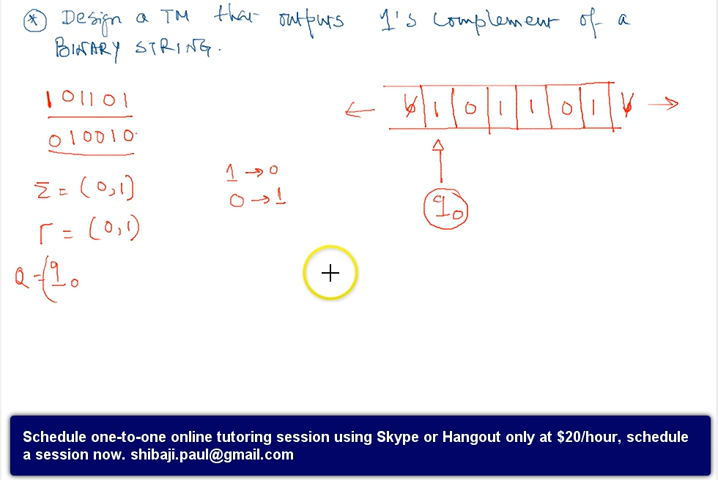 * Design a TM that outputs 1's complement of a
BINARY STRING.
101101
010010
Σ = (0,1)
Γ = (0,1)
Q = {q0
1 → 0
0 → 1
← ƀ 1 0 1 1 0 1 ƀ →
q0
Schedule one-to-one online tutoring session using Skype or Hangout only at $20/hour, schedule
a session now. shibaji.paul@gmail.com